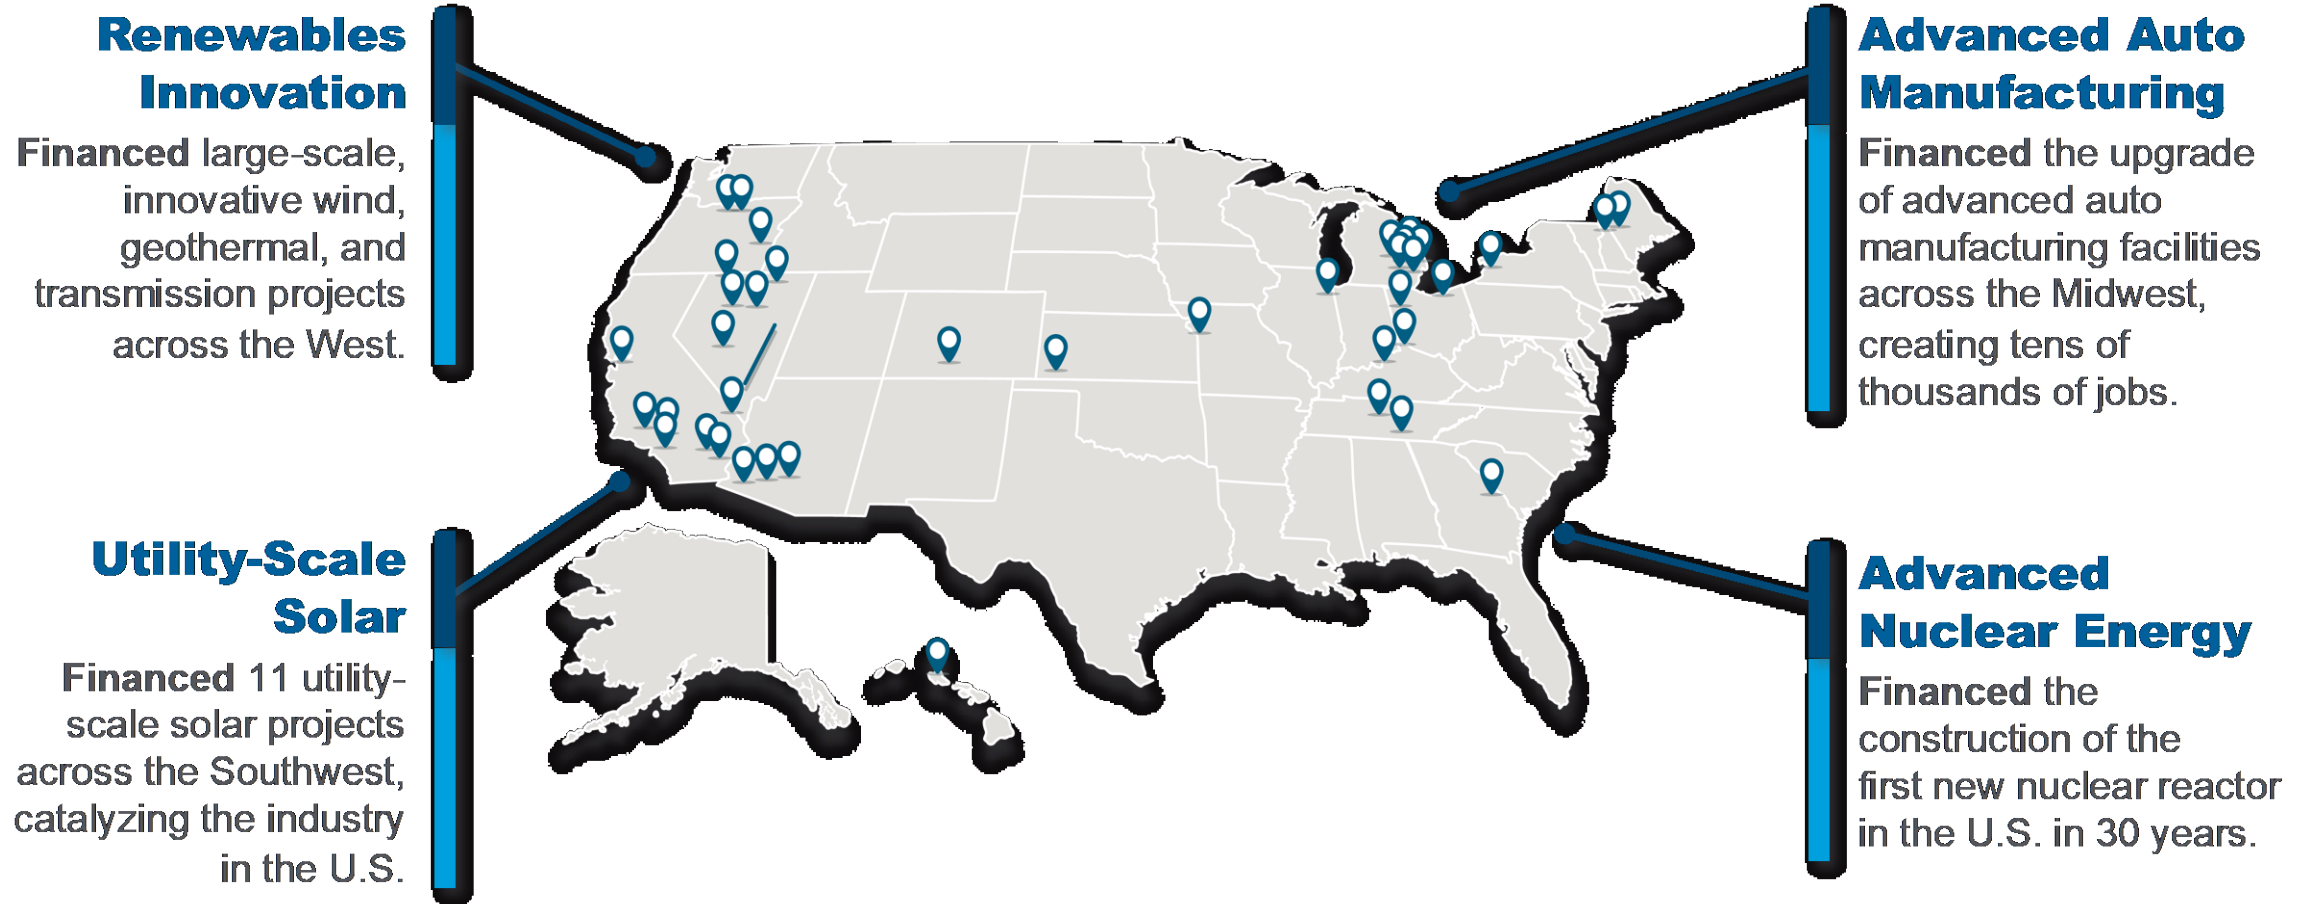 Renewables
Innovation
Financed large-scale,
innovative wind,
geothermal, and
transmission projects
across the West.
Advanced Auto
Manufacturing
Financed the upgrade
of advanced auto
manufacturing facilities
across the Midwest,
creating tens of
thousands of jobs.
Utility-Scale
Solar
Financed 11 utility-
scale solar projects
across the Southwest,
catalyzing the industry
in the U.S.
Advanced
Nuclear Energy
Financed the
construction of the
first new nuclear reactor
in the U.S. in 30 years.